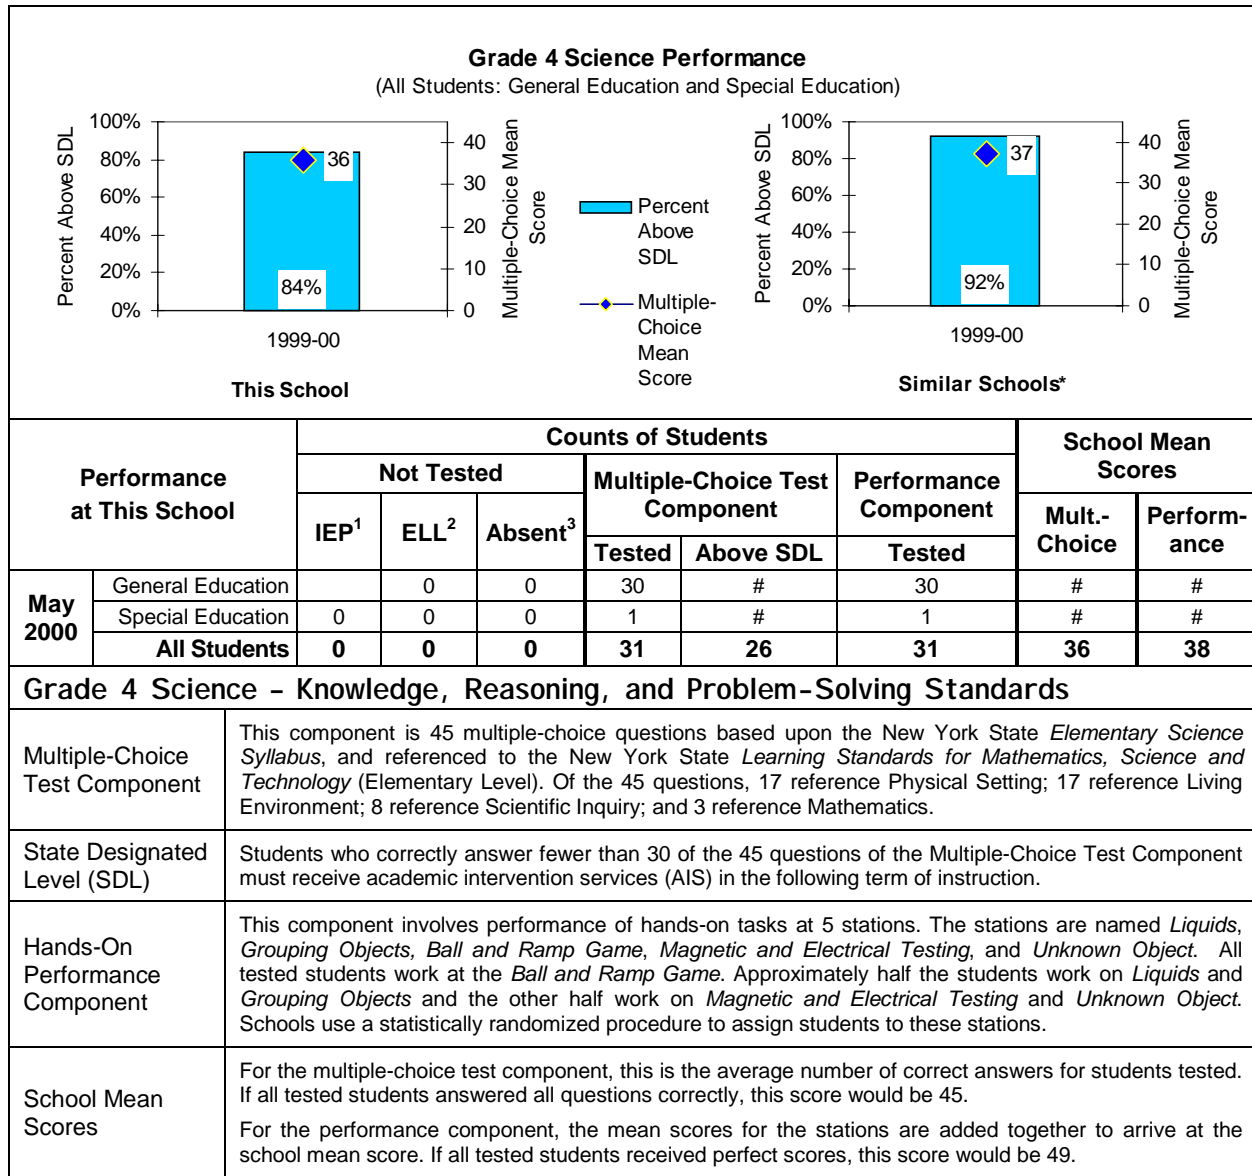 Grade 4 Science Performance
(All Students: General Education and Special Education)
Percent Above SDL
100%
80%
60%
40%
20%
0%
36
84%
40
30
20
10
0
Multiple-Choice Mean
Score
1999-00
This School
Percent
Above
SDL
Multiple-
Choice
Mean
Score
Percent Above SDL
100%
80%
60%
40%
20%
0%
37
92%
40
30
20
10
0
Multiple-Choice Mean
Score
1999-00
Similar Schools*
Performance
at This School
Counts of Students
School Mean
Scores
Not Tested
Multiple-Choice Test
Component
Performance
Component
IEP1 ELL2 Absent3
Tested Above SDL Tested
Mult.-
Choice
Perform-
ance
May
2000
General Education 0 0 30 # 30 # #
Special Education 0 0 0 1 # 1 # #
All Students 0 0 0 31 26 31 36 38
Grade 4 Science – Knowledge, Reasoning, and Problem-Solving Standards
Multiple-Choice
Test Component
This component is 45 multiple-choice questions based upon the New York State Elementary Science
Syllabus, and referenced to the New York State Learning Standards for Mathematics, Science and
Technology (Elementary Level). Of the 45 questions, 17 reference Physical Setting; 17 reference Living
Environment; 8 reference Scientific Inquiry; and 3 reference Mathematics.
State Designated
Level (SDL)
Students who correctly answer fewer than 30 of the 45 questions of the Multiple-Choice Test Component
must receive academic intervention services (AIS) in the following term of instruction.
Hands-On
Performance
Component
This component involves performance of hands-on tasks at 5 stations. The stations are named Liquids,
Grouping Objects, Ball and Ramp Game, Magnetic and Electrical Testing, and Unknown Object. All
tested students work at the Ball and Ramp Game. Approximately half the students work on Liquids and
Grouping Objects and the other half work on Magnetic and Electrical Testing and Unknown Object.
Schools use a statistically randomized procedure to assign students to these stations.
School Mean
Scores
For the multiple-choice test component, this is the average number of correct answers for students tested.
If all tested students answered all questions correctly, this score would be 45.
For the performance component, the mean scores for the stations are added together to arrive at the
school mean score. If all tested students received perfect scores, this score would be 49.